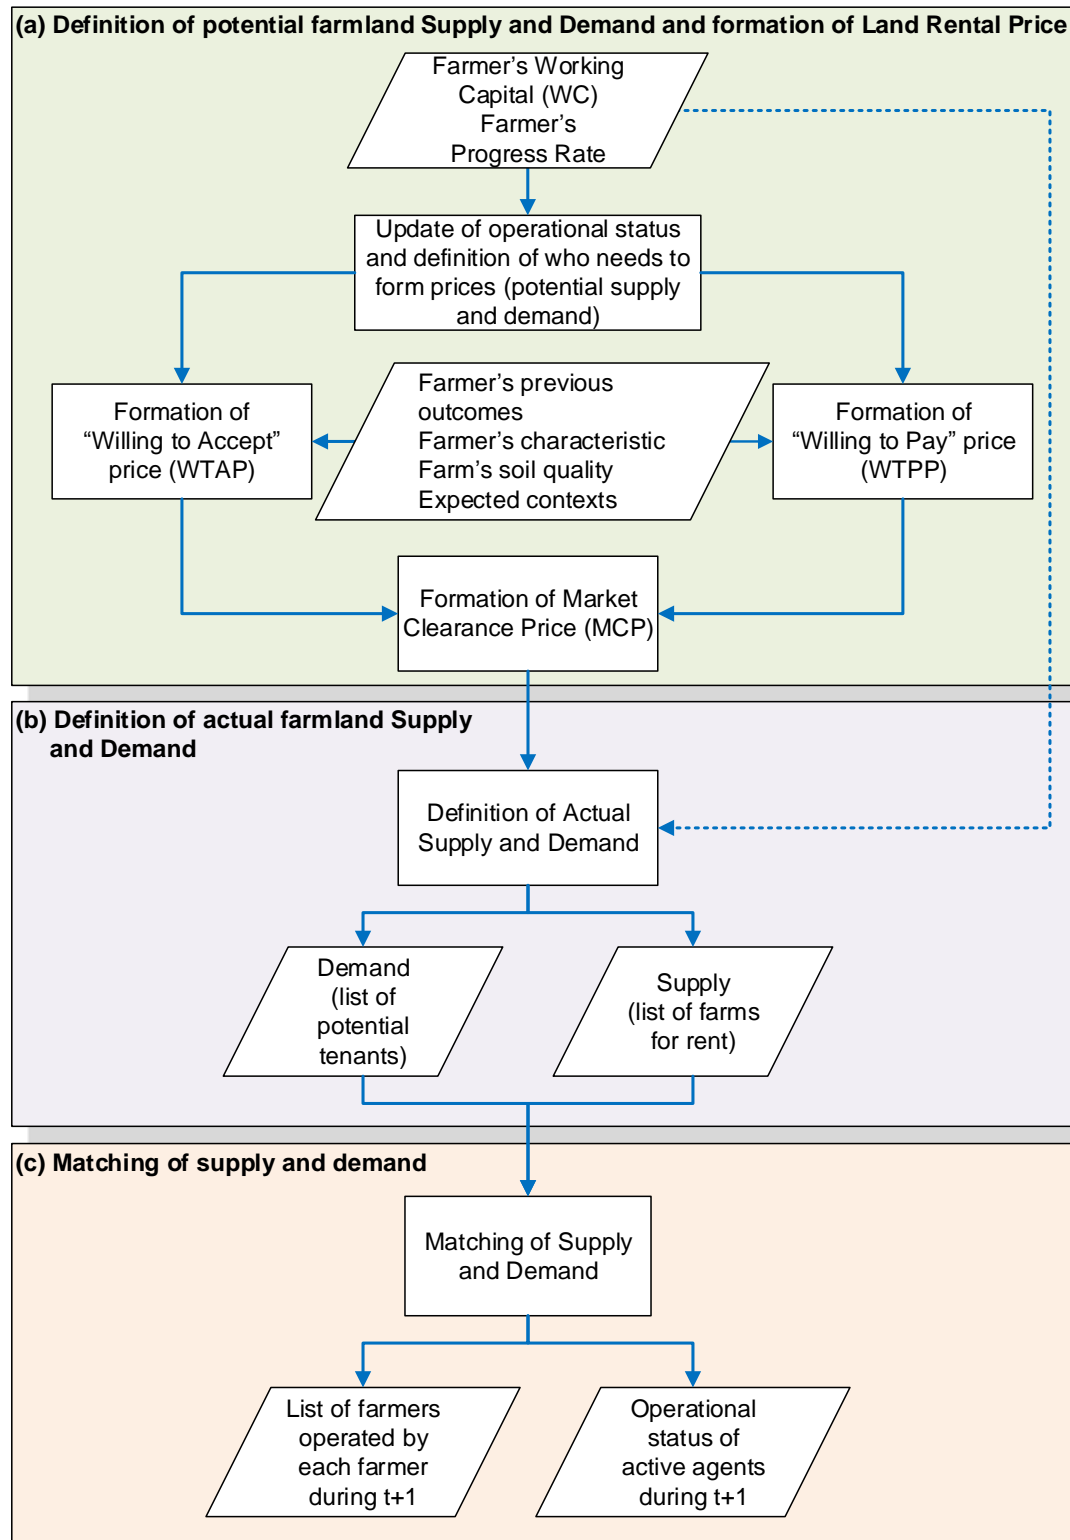 (a) Definition of potential farmland Supply and Demand and formation of Land Rental Price
Farmer’s Working
Capital (WC)
Farmer’s
Progress Rate
Update of operational status
and definition of who needs to
form prices (potential supply
and demand)
Formation of
“Willing to Accept”
price (WTAP)
Farmer’s previous
outcomes
Farmer’s characteristic
Farm’s soil quality
Expected contexts
Formation of
“Willing to Pay” price
(WTPP)
Formation of Market
Clearance Price (MCP)
(b) Definition of actual farmland Supply
and Demand
Definition of Actual
Supply and Demand
Demand
(list of
potential
tenants)
Supply
(list of farms
for rent)
(c) Matching of supply and demand
Matching of Supply
and Demand
List of farmers
operated by
each farmer
during t+1
Operational
status of
active agents
during t+1